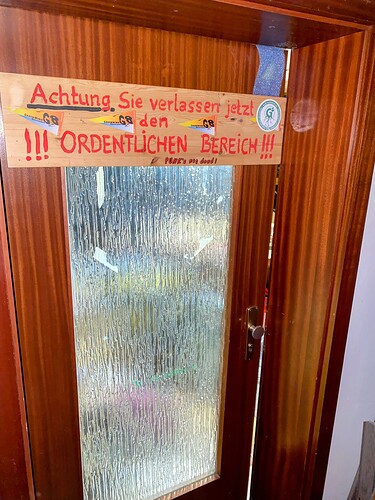 Achtung Sie verlassen jetzt
den
!!! ORDENTLICHEN BEREICH !!!